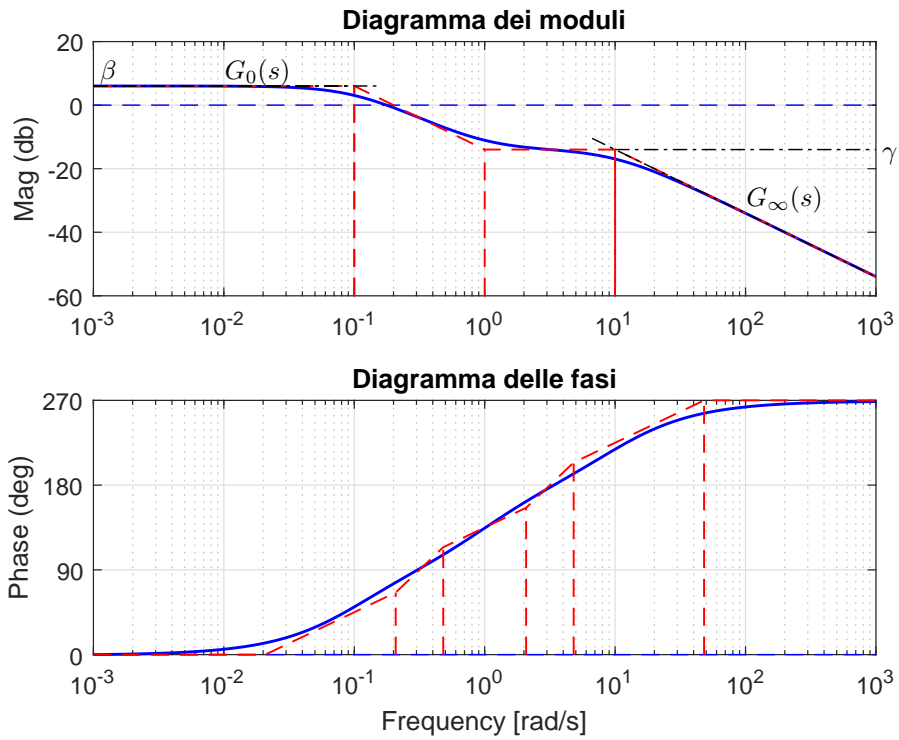 Diagramma dei moduli
20
β
G₀(s)
0
Mag (db)
-20
γ
G∞(s)
-40
-60
10⁻³ 10⁻² 10⁻¹ 10⁰ 10¹ 10² 10³
Diagramma delle fasi
270
180
Phase (deg)
90
0
10⁻³ 10⁻² 10⁻¹ 10⁰ 10¹ 10² 10³
Frequency [rad/s]